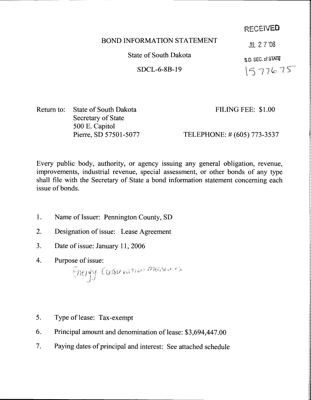 RECEIVED
BOND INFORMATION STATEMENT
JUL 27 '06
State of South Dakota
S.D. SEC. of STATE
SDCL-6-8B-19
1577675
Return to: State of South Dakota FILING FEE: $1.00
Secretary of State
500 E. Capitol
Pierre, SD 57501-5077 TELEPHONE: # (605) 773-3537
Every public body, authority, or agency issuing any general obligation, revenue,
improvements, industrial revenue, special assessment, or other bonds of any type
shall file with the Secretary of State a bond information statement concerning each
issue of bonds.
1. Name of Issuer: Pennington County, SD
2. Designation of issue: Lease Agreement
3. Date of issue: January 11, 2006
4. Purpose of issue:
Energy Conservation measures
5. Type of lease: Tax-exempt
6. Principal amount and denomination of lease: $3,694,447.00
7. Paying dates of principal and interest: See attached schedule